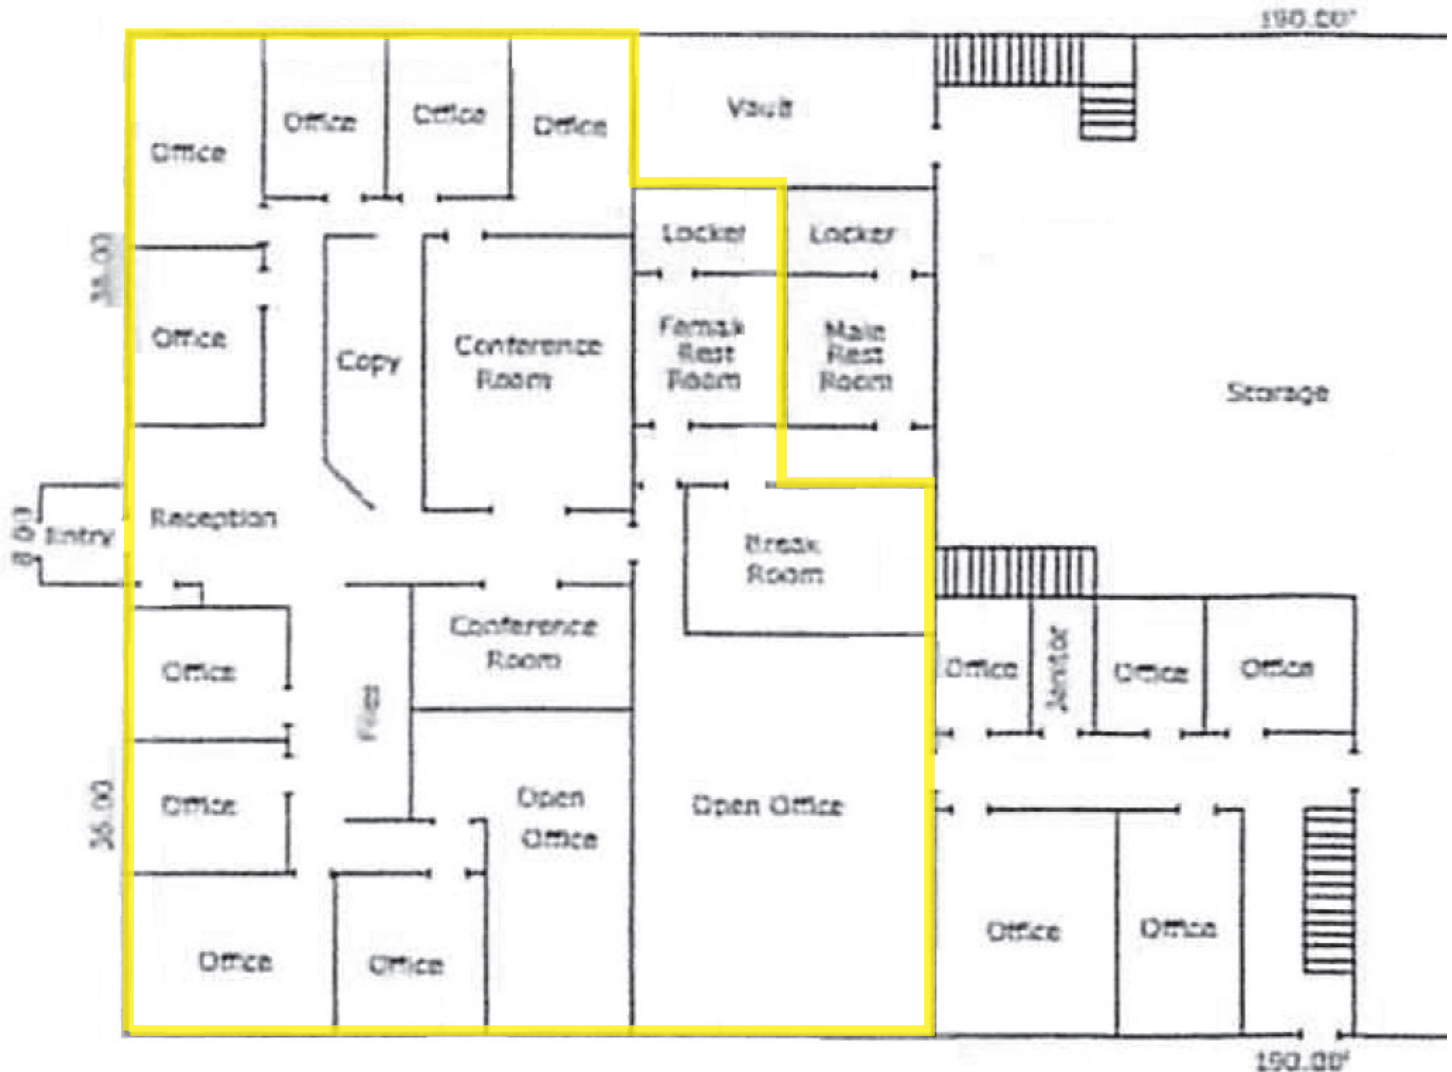 190.00'
Vault
Office
Office
Office
Office
Locker
Locker
Office
Copy
Conference
Room
Female
Rest
Room
Male
Rest
Room
Storage
Reception
Entry
8.00
Break
Room
Conference
Room
Office
Files
Office
Janitor
Office
Office
Office
Open
Office
Open Office
36.00
Office
Office
Office
Office
190.00'